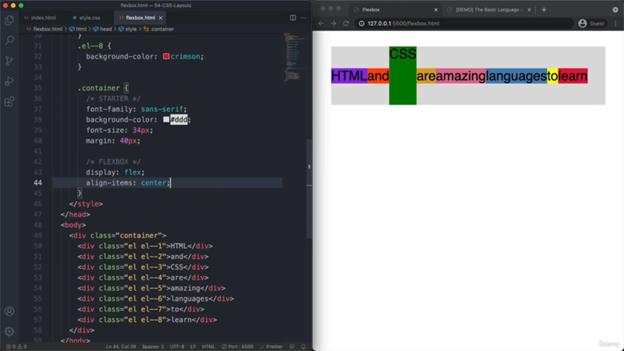 flexbox.html — 04-CSS-Layouts
index.html
style.css
flexbox.html
flexbox.html > html > head > style > .container
31 }
.el--8 {
32 background-color: crimson;
33 }
35 .container {
36 /* STARTER */
37 font-family: sans-serif;
38 background-color: #ddd;
39 font-size: 34px;
40 margin: 40px;
42 /* FLEXBOX */
43 display: flex;
44 align-items: center;
45 }
46 </style>
47 </head>
48 <body>
49 <div class="container">
50 <div class="el el--1">HTML</div>
51 <div class="el el--2">and</div>
52 <div class="el el--3">CSS</div>
53 <div class="el el--4">are</div>
54 <div class="el el--5">amazing</div>
55 <div class="el el--6">languages</div>
56 <div class="el el--7">to</div>
57 <div class="el el--8">learn</div>
58 </div>
Ln 44, Col 39
Spaces: 2
UTF-8
LF
HTML
Port : 5500
Prettier
Flexbox
[DEMO] The Basic Language
127.0.0.1:5500/flexbox.html
Guest
CSS
HTML and are amazing languages to learn
Udemy